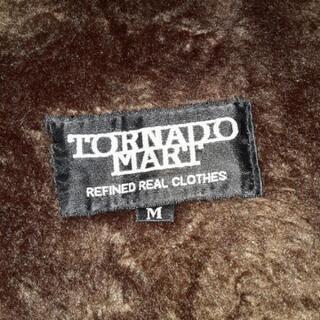 TORNADO
MART
REFINED REAL CLOTHES
M